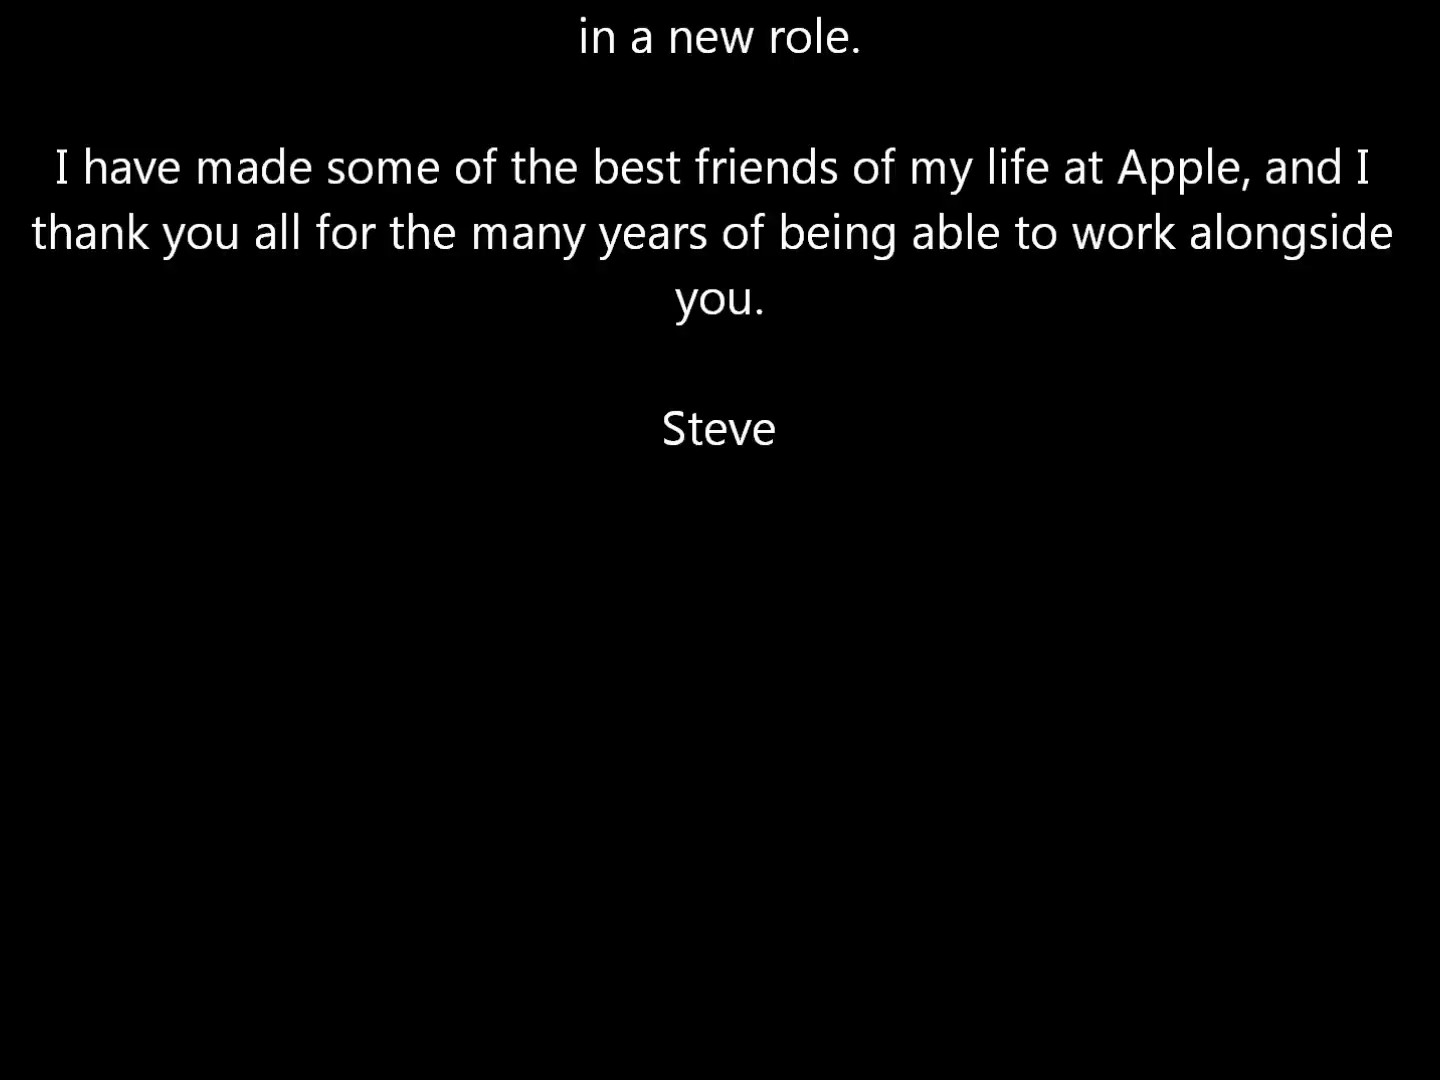 in a new role.
I have made some of the best friends of my life at Apple, and I
thank you all for the many years of being able to work alongside
you.
Steve